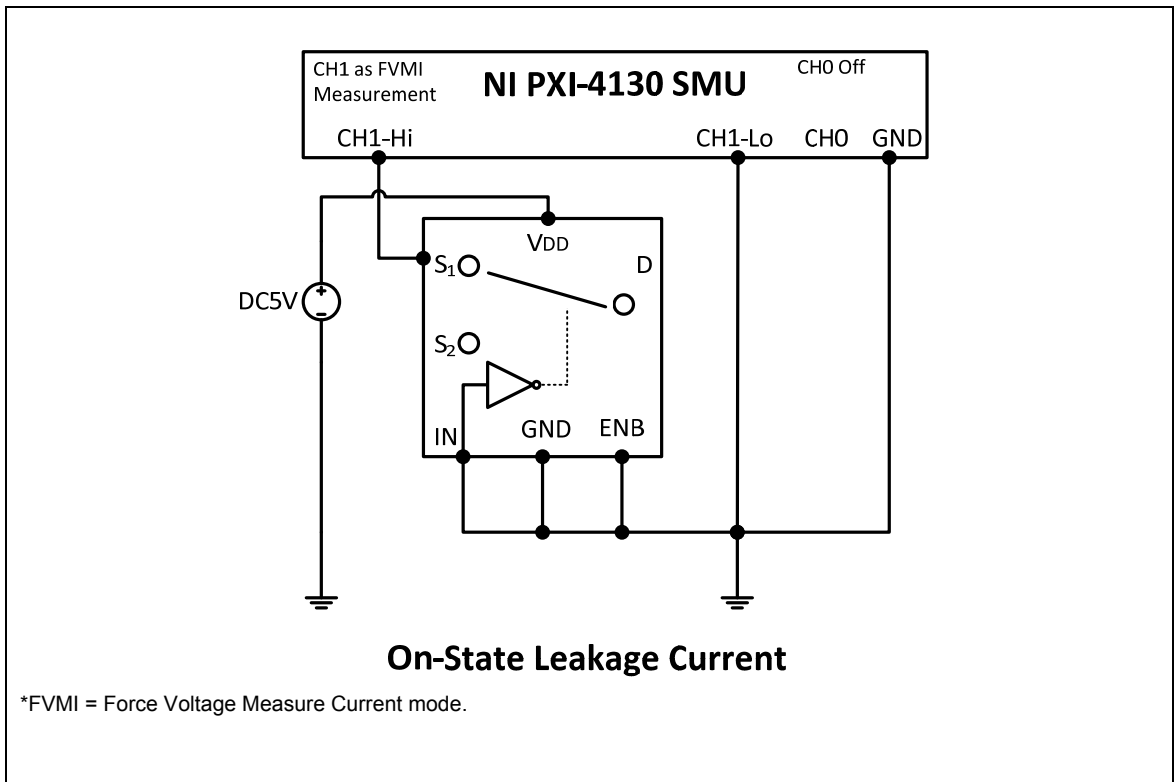 CH1 as FVMI
Measurement
NI PXI-4130 SMU
CH0 Off
CH1-Hi
CH1-Lo
CH0
GND
VDD
S₁
D
DC5V
S₂
IN
GND
ENB
On-State Leakage Current
*FVMI = Force Voltage Measure Current mode.